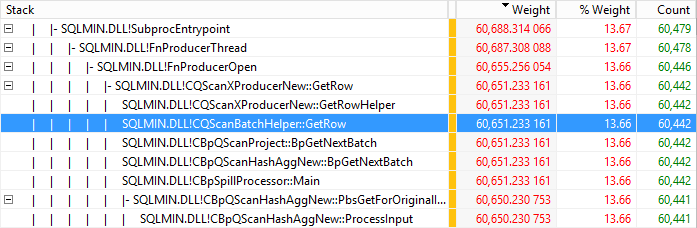 Stack Weight % Weight Count
| |- SQLMIN.DLL!SubprocEntrypoint 60,688.314 066 13.67 60,479
| | |- SQLMIN.DLL!FnProducerThread 60,687.308 088 13.67 60,478
| | | |- SQLMIN.DLL!FnProducerOpen 60,655.256 054 13.66 60,446
| | | | |- SQLMIN.DLL!CQScanXProducerNew::GetRow 60,651.233 161 13.66 60,442
| | | | | SQLMIN.DLL!CQScanXProducerNew::GetRowHelper 60,651.233 161 13.66 60,442
| | | | | SQLMIN.DLL!CQScanBatchHelper::GetRow 60,651.233 161 13.66 60,442
| | | | | SQLMIN.DLL!CBpQScanProject::BpGetNextBatch 60,651.233 161 13.66 60,442
| | | | | SQLMIN.DLL!CBpQScanHashAggNew::BpGetNextBatch 60,651.233 161 13.66 60,442
| | | | | SQLMIN.DLL!CBpSpillProcessor::Main 60,651.233 161 13.66 60,442
| | | | | |- SQLMIN.DLL!CBpQScanHashAggNew::PbsGetForOriginalI... 60,650.230 753 13.66 60,441
| | | | | | SQLMIN.DLL!CBpQScanHashAggNew::ProcessInput 60,650.230 753 13.66 60,441